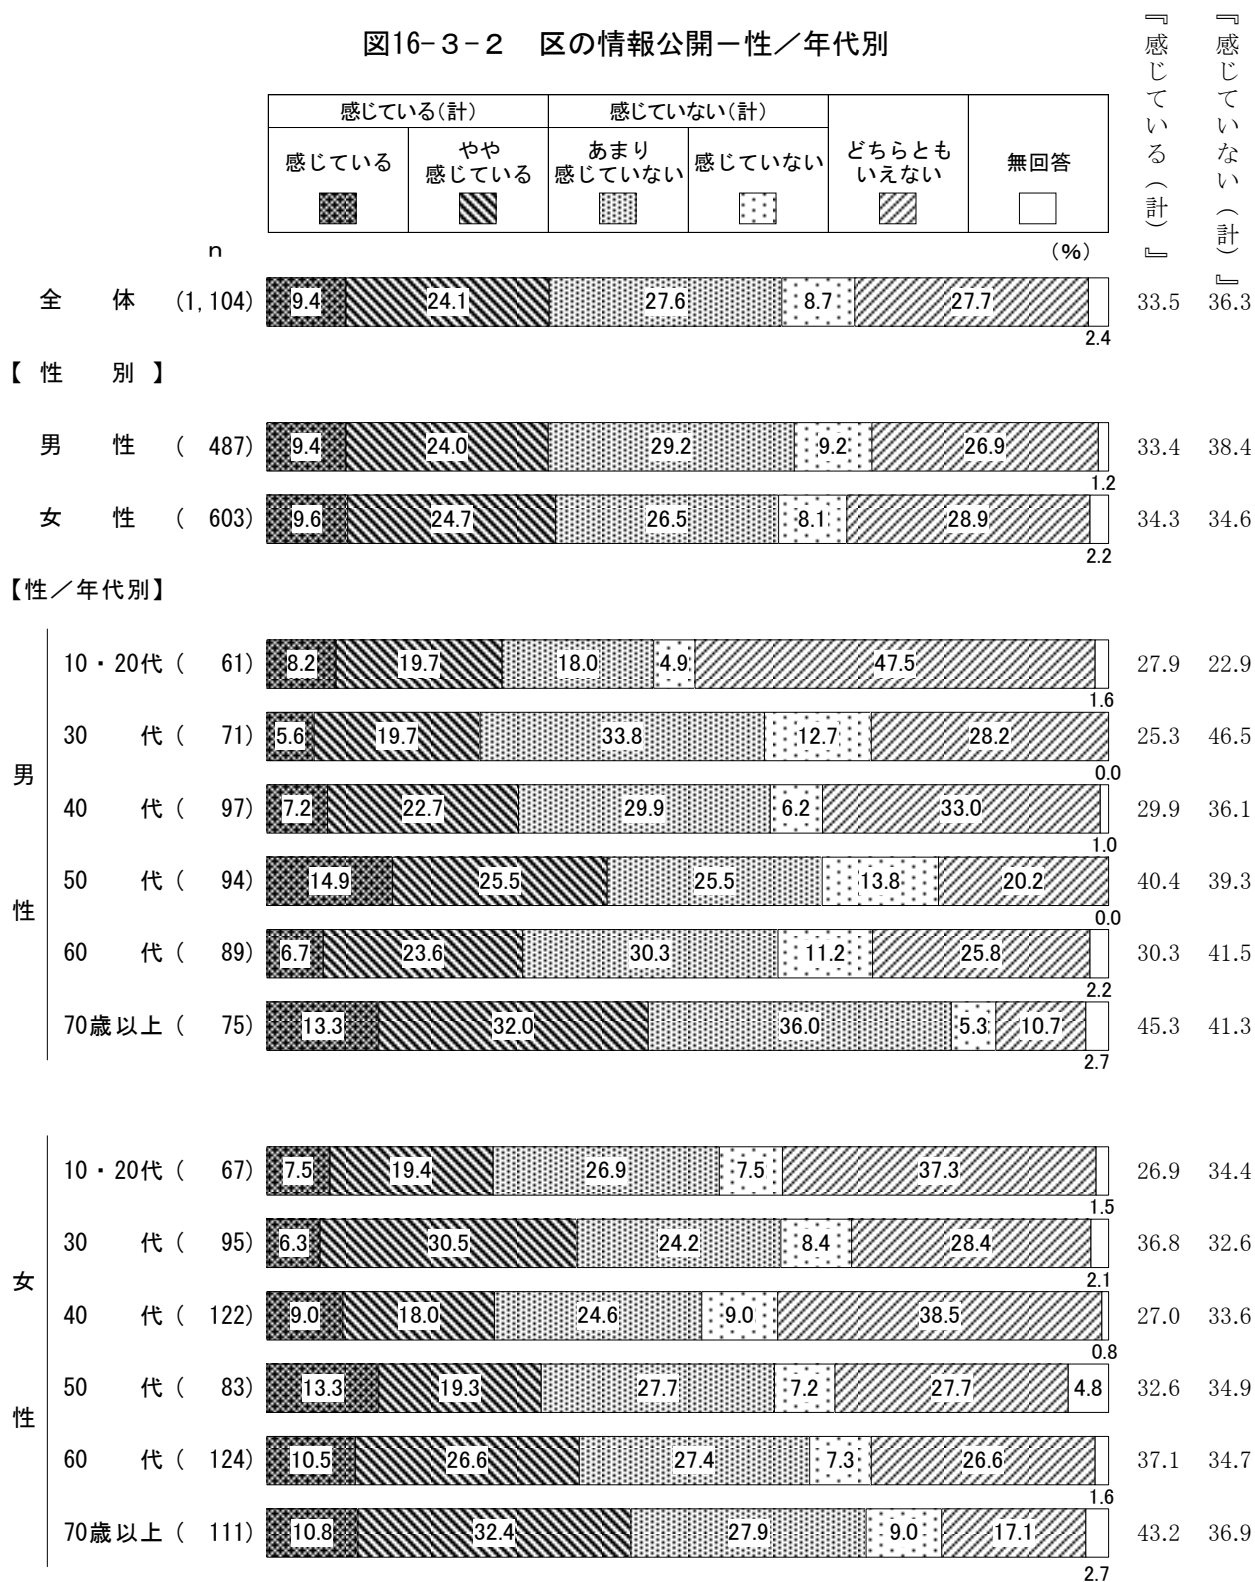 図16-3-2　区の情報公開－性／年代別
『感じている（計）』
『感じていない（計）』
感じている（計）　感じていない（計）
感じている　やや感じている　あまり感じていない　感じていない　どちらともいえない　無回答
n　（％）
全　体　（1,104）　9.4　24.1　27.6　8.7　27.7　2.4　33.5　36.3
【 性　別 】
男　性　（ 487）　9.4　24.0　29.2　9.2　26.9　1.2　33.4　38.4
女　性　（ 603）　9.6　24.7　26.5　8.1　28.9　2.2　34.3　34.6
【性／年代別】
男　性
10・20代（ 61）　8.2　19.7　18.0　4.9　47.5　1.6　27.9　22.9
30　代（ 71）　5.6　19.7　33.8　12.7　28.2　0.0　25.3　46.5
40　代（ 97）　7.2　22.7　29.9　6.2　33.0　1.0　29.9　36.1
50　代（ 94）　14.9　25.5　25.5　13.8　20.2　0.0　40.4　39.3
60　代（ 89）　6.7　23.6　30.3　11.2　25.8　2.2　30.3　41.5
70歳以上（ 75）　13.3　32.0　36.0　5.3　10.7　2.7　45.3　41.3
女　性
10・20代（ 67）　7.5　19.4　26.9　7.5　37.3　1.5　26.9　34.4
30　代（ 95）　6.3　30.5　24.2　8.4　28.4　2.1　36.8　32.6
40　代（ 122）　9.0　18.0　24.6　9.0　38.5　0.8　27.0　33.6
50　代（ 83）　13.3　19.3　27.7　7.2　27.7　4.8　32.6　34.9
60　代（ 124）　10.5　26.6　27.4　7.3　26.6　1.6　37.1　34.7
70歳以上（ 111）　10.8　32.4　27.9　9.0　17.1　2.7　43.2　36.9